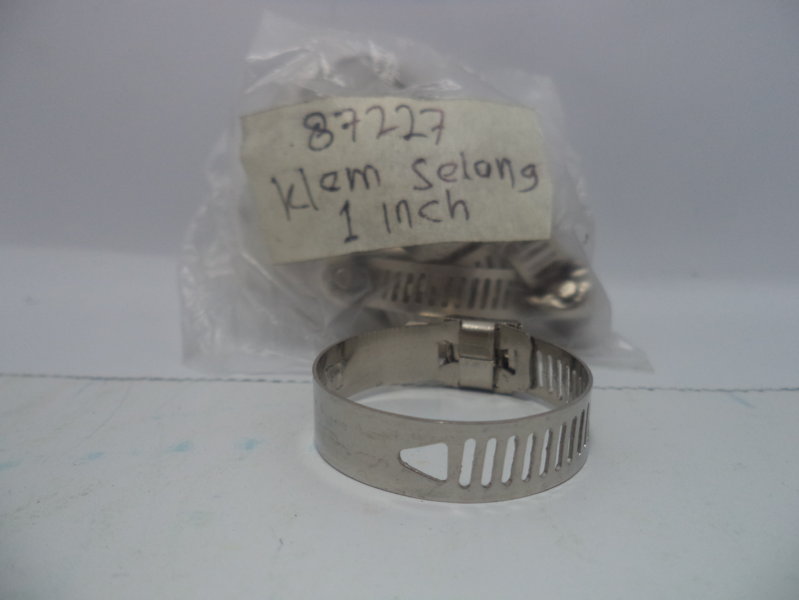 87227
Klem Selang
1 inch